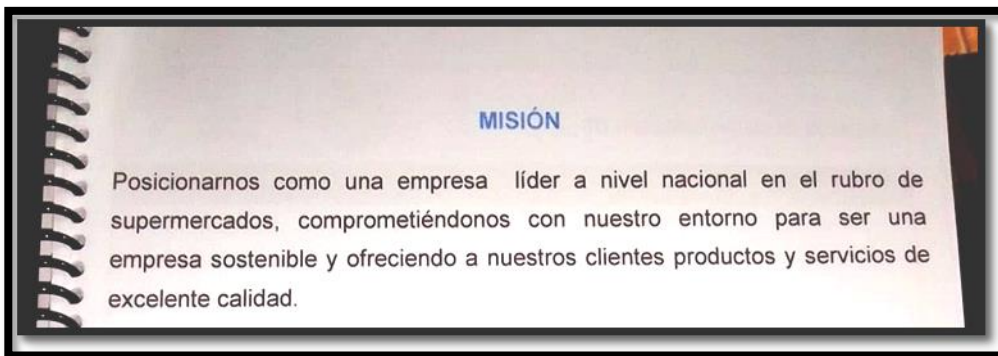 MISIÓN
Posicionarnos como una empresa líder a nivel nacional en el rubro de
supermercados, comprometiéndonos con nuestro entorno para ser una
empresa sostenible y ofreciendo a nuestros clientes productos y servicios de
excelente calidad.